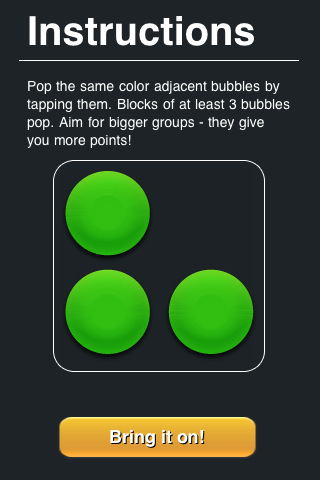 Instructions
Pop the same color adjacent bubbles by
tapping them. Blocks of at least 3 bubbles
pop. Aim for bigger groups - they give
you more points!
Bring it on!